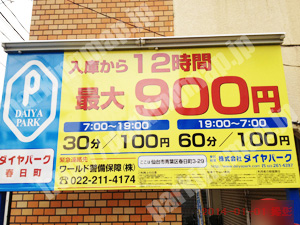 P
DAIYA PARK
ダイヤパーク
春日町
入庫から12時間
最大900円
7:00～19:00
30分／100円
19:00～7:00
60分／100円
緊急連絡先
ワールド警備保障(株)
☎022-211-4174
仙台市青葉区春日町3-29
株式会社ダイヤパーク